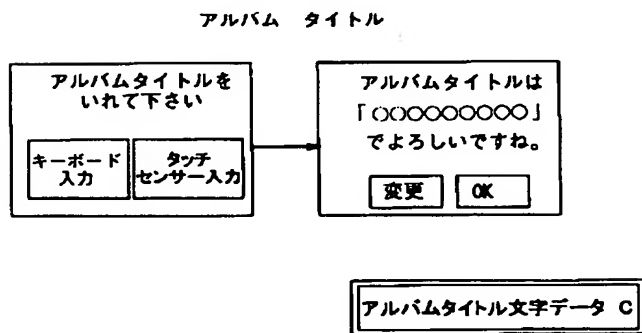 アルバム タイトル
アルバムタイトルを
いれて下さい
キーボード
入力
タッチ
センサー入力
アルバムタイトルは
「○○○○○○○○○」
でよろしいですね。
変更
OK
アルバムタイトル文字データ C